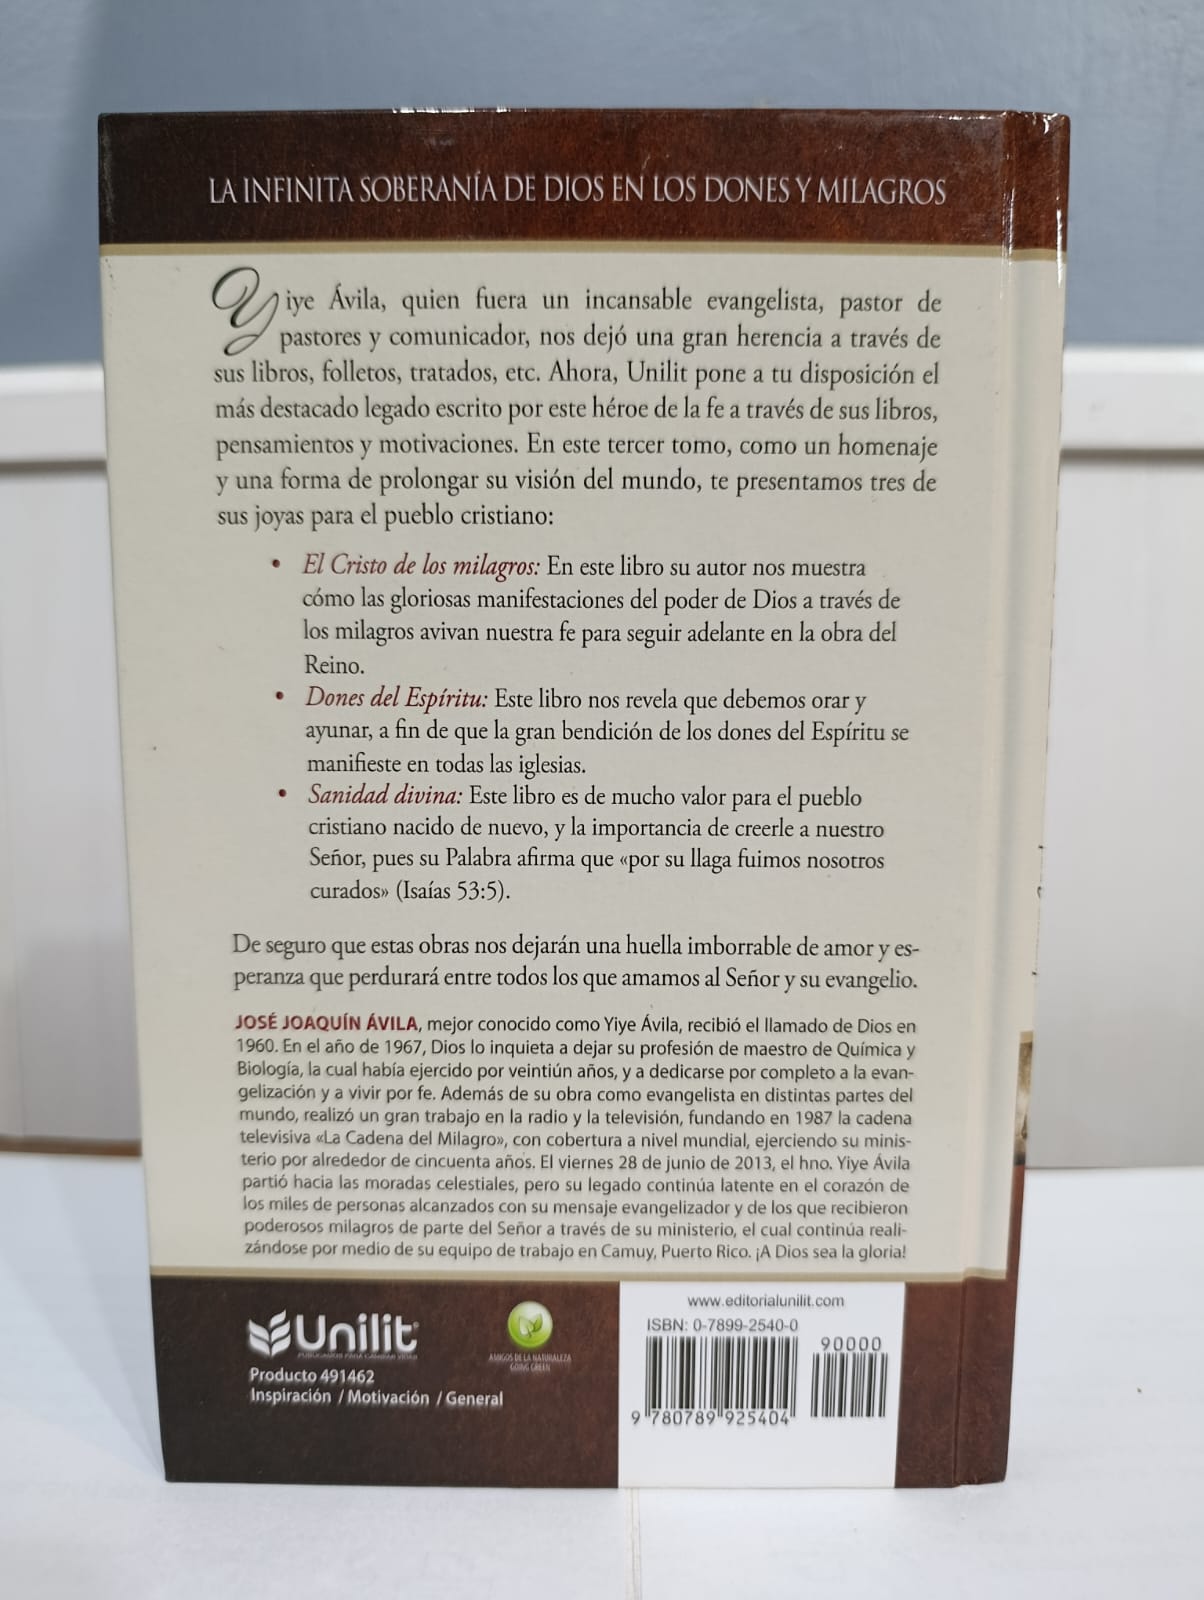 LA INFINITA SOBERANÍA DE DIOS EN LOS DONES Y MILAGROS
Yiye Ávila, quien fuera un incansable evangelista, pastor de
pastores y comunicador, nos dejó una gran herencia a través de
sus libros, folletos, tratados, etc. Ahora, Unilit pone a tu disposición el
más destacado legado escrito por este héroe de la fe a través de sus libros,
pensamientos y motivaciones. En este tercer tomo, como un homenaje
y una forma de prolongar su visión del mundo, te presentamos tres de
sus joyas para el pueblo cristiano:
• El Cristo de los milagros: En este libro su autor nos muestra
cómo las gloriosas manifestaciones del poder de Dios a través de
los milagros avivan nuestra fe para seguir adelante en la obra del
Reino.
• Dones del Espíritu: Este libro nos revela que debemos orar y
ayunar, a fin de que la gran bendición de los dones del Espíritu se
manifieste en todas las iglesias.
• Sanidad divina: Este libro es de mucho valor para el pueblo
cristiano nacido de nuevo, y la importancia de creerle a nuestro
Señor, pues su Palabra afirma que «por su llaga fuimos nosotros
curados» (Isaías 53:5).
De seguro que estas obras nos dejarán una huella imborrable de amor y es-
peranza que perdurará entre todos los que amamos al Señor y su evangelio.
JOSÉ JOAQUÍN ÁVILA, mejor conocido como Yiye Ávila, recibió el llamado de Dios en
1960. En el año de 1967, Dios lo inquieta a dejar su profesión de maestro de Química y
Biología, la cual había ejercido por veintiún años, y a dedicarse por completo a la evan-
gelización y a vivir por fe. Además de su obra como evangelista en distintas partes del
mundo, realizó un gran trabajo en la radio y la televisión, fundando en 1987 la cadena
televisiva «La Cadena del Milagro», con cobertura a nivel mundial, ejerciendo su minis-
terio por alrededor de cincuenta años. El viernes 28 de junio de 2013, el hno. Yiye Ávila
partió hacia las moradas celestiales, pero su legado continúa latente en el corazón de
los miles de personas alcanzados con su mensaje evangelizador y de los que recibieron
poderosos milagros de parte del Señor a través de su ministerio, el cual continúa reali-
zándose por medio de su equipo de trabajo en Camuy, Puerto Rico. ¡A Dios sea la gloria!
Unilit
PUBLICAMOS PARA CAMBIAR VIDAS
Producto 491462
Inspiración / Motivación / General
AMIGOS DE LA NATURALEZA
GOING GREEN
www.editorialunilit.com
ISBN: 0-7899-2540-0
90000
9 780789 925404